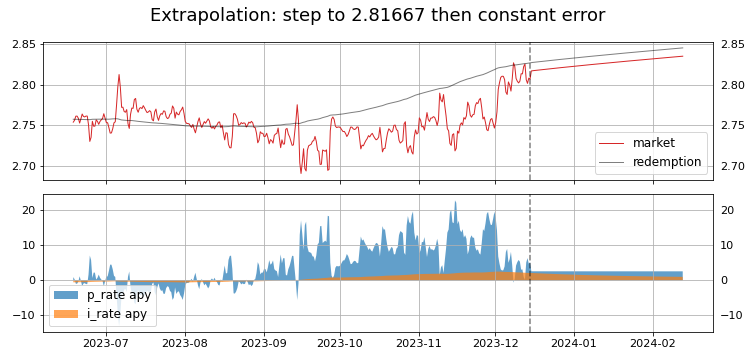 Extrapolation: step to 2.81667 then constant error
2.85 2.85
2.80 2.80
2.75 2.75
2.70 2.70
market
redemption
20 20
10 10
0 0
−10 −10
p_rate apy
i_rate apy
2023-07 2023-08 2023-09 2023-10 2023-11 2023-12 2024-01 2024-02